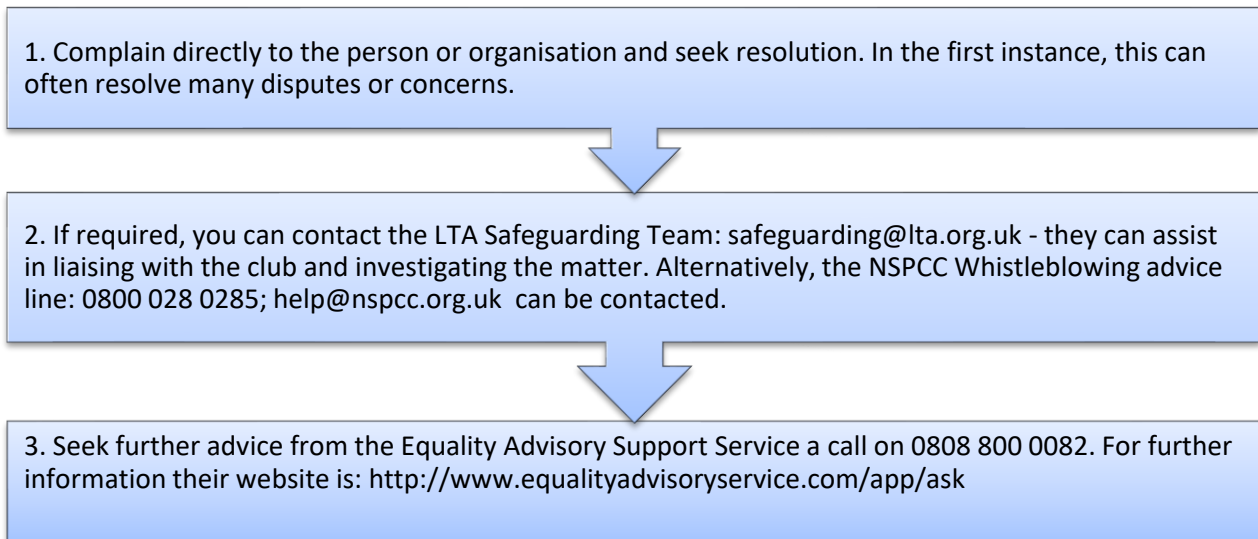 1. Complain directly to the person or organisation and seek resolution. In the first instance, this can
often resolve many disputes or concerns.
2. If required, you can contact the LTA Safeguarding Team: safeguarding@lta.org.uk - they can assist
in liaising with the club and investigating the matter. Alternatively, the NSPCC Whistleblowing advice
line: 0800 028 0285; help@nspcc.org.uk  can be contacted.
3. Seek further advice from the Equality Advisory Support Service a call on 0808 800 0082. For further
information their website is: http://www.equalityadvisoryservice.com/app/ask